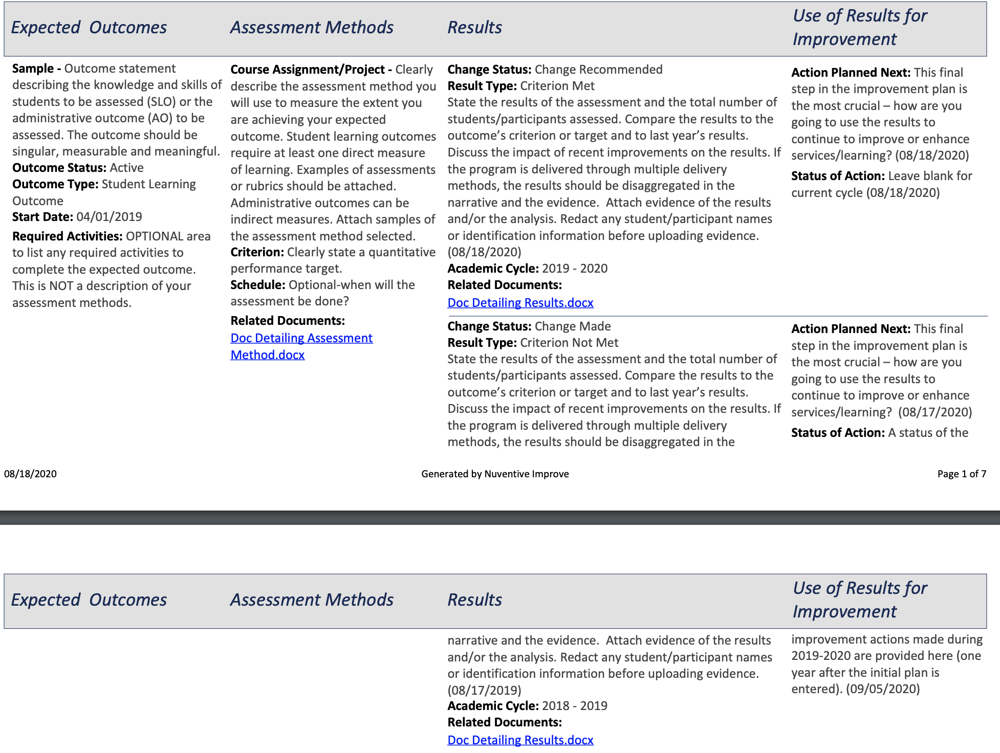 Expected  Outcomes
Assessment Methods
Results
Use of Results for
Improvement
Sample - Outcome statement
describing the knowledge and skills of
students to be assessed (SLO) or the
administrative outcome (AO) to be
assessed. The outcome should be
singular, measurable and meaningful.
Outcome Status: Active
Outcome Type: Student Learning
Outcome
Start Date: 04/01/2019
Required Activities: OPTIONAL area
to list any required activities to
complete the expected outcome.
This is NOT a description of your
assessment methods.
Course Assignment/Project - Clearly
describe the assessment method you
will use to measure the extent you
are achieving your expected
outcome. Student learning outcomes
require at least one direct measure
of learning. Examples of assessments
or rubrics should be attached.
Administrative outcomes can be
indirect measures. Attach samples of
the assessment method selected.
Criterion: Clearly state a quantitative
performance target.
Schedule: Optional-when will the
assessment be done?
Related Documents:
Doc Detailing Assessment
Method.docx
Change Status: Change Recommended
Result Type: Criterion Met
State the results of the assessment and the total number of
students/participants assessed. Compare the results to the
outcome’s criterion or target and to last year’s results.
Discuss the impact of recent improvements on the results. If
the program is delivered through multiple delivery
methods, the results should be disaggregated in the
narrative and the evidence.  Attach evidence of the results
and/or the analysis. Redact any student/participant names
or identification information before uploading evidence.
(08/18/2020)
Academic Cycle: 2019 - 2020
Related Documents:
Doc Detailing Results.docx
Action Planned Next: This final
step in the improvement plan is
the most crucial – how are you
going to use the results to
continue to improve or enhance
services/learning? (08/18/2020)
Status of Action: Leave blank for
current cycle (08/18/2020)
Change Status: Change Made
Result Type: Criterion Not Met
State the results of the assessment and the total number of
students/participants assessed. Compare the results to the
outcome’s criterion or target and to last year’s results.
Discuss the impact of recent improvements on the results. If
the program is delivered through multiple delivery
methods, the results should be disaggregated in the
Action Planned Next: This final
step in the improvement plan is
the most crucial – how are you
going to use the results to
continue to improve or enhance
services/learning?  (08/17/2020)
Status of Action: A status of the
08/18/2020
Generated by Nuventive Improve
Page 1 of 7
Expected  Outcomes
Assessment Methods
Results
Use of Results for
Improvement
narrative and the evidence.  Attach evidence of the results
and/or the analysis. Redact any student/participant names
or identification information before uploading evidence.
(08/17/2019)
Academic Cycle: 2018 - 2019
Related Documents:
Doc Detailing Results.docx
improvement actions made during
2019-2020 are provided here (one
year after the initial plan is
entered). (09/05/2020)